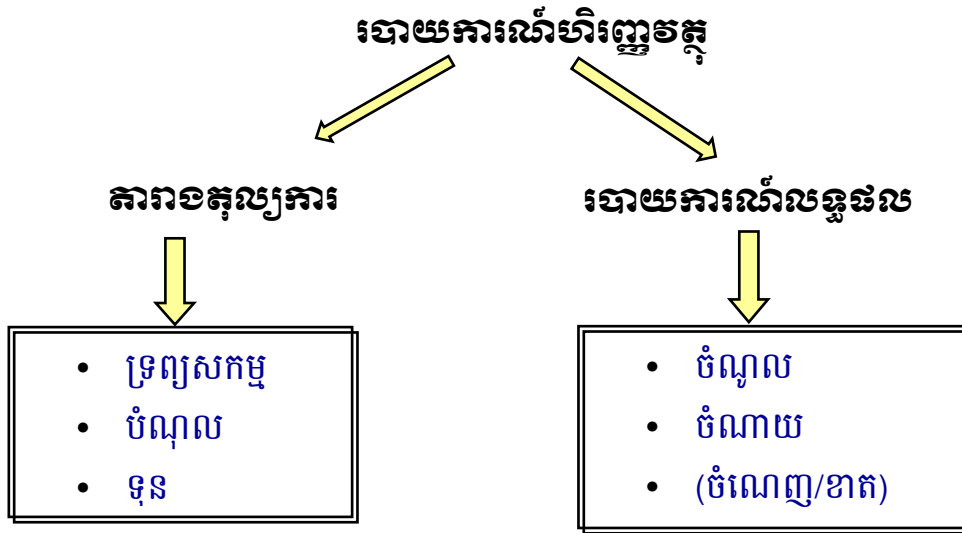 របាយការណ៍ហិរញ្ញវត្ថុ
តារាងតុល្យការ
របាយការណ៍លទ្ធផល
• ទ្រព្យសកម្ម
• បំណុល
• ទុន
• ចំណូល
• ចំណាយ
• (ចំណេញ/ខាត)